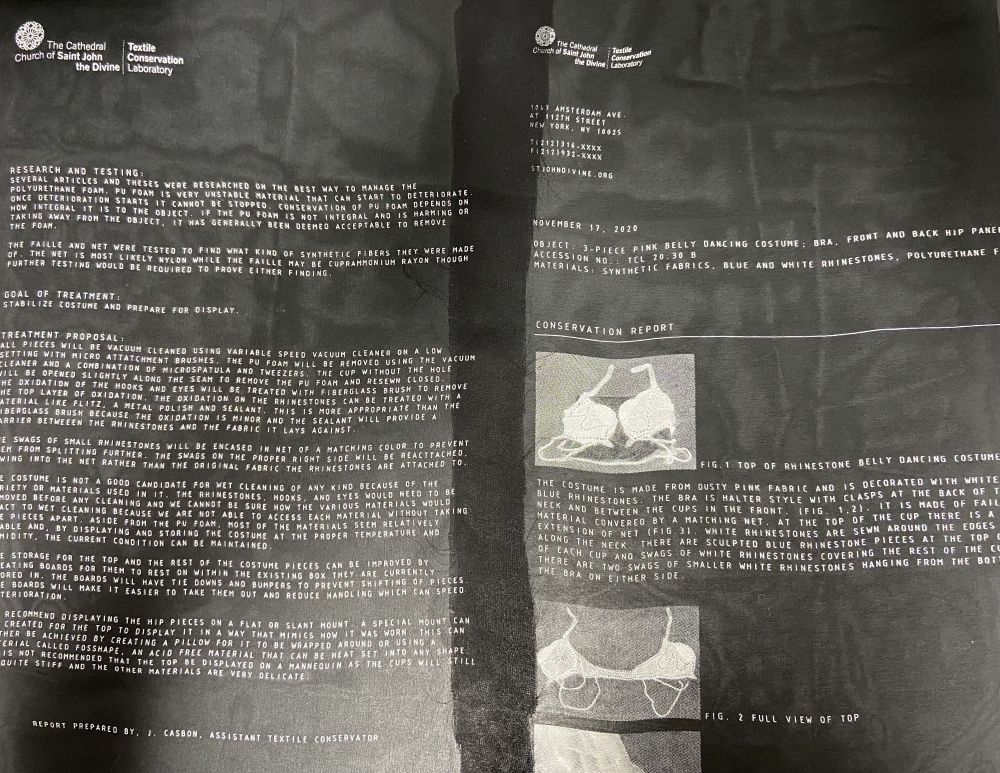 The Cathedral
Church of Saint John
the Divine
Textile
Conservation
Laboratory
RESEARCH AND TESTING:
SEVERAL ARTICLES AND THESES WERE RESEARCHED ON THE BEST WAY TO MANAGE THE
POLYURETHANE FOAM. PU FOAM IS VERY UNSTABLE MATERIAL THAT CAN START TO DETERIORATE.
ONCE DETERIORATION STARTS IT CANNOT BE STOPPED. CONSERVATION OF PU FOAM DEPENDS ON
HOW INTEGRAL IT IS TO THE OBJECT. IF THE PU FOAM IS NOT INTEGRAL AND IS HARMING OR
TAKING AWAY FROM THE OBJECT, IT HAS GENERALLY BEEN DEEMED ACCEPTABLE TO REMOVE
THE FOAM.
THE FAILLE AND NET WERE TESTED TO FIND WHAT KIND OF SYNTHETIC FIBERS THEY WERE MADE
OF. THE NET IS MOST LIKELY NYLON WHILE THE FAILLE MAY BE CUPRAMMONIUM RAYON THOUGH
FURTHER TESTING WOULD BE REQUIRED TO PROVE EITHER FINDING.
GOAL OF TREATMENT:
STABILIZE COSTUME AND PREPARE FOR DISPLAY.
TREATMENT PROPOSAL:
ALL PIECES WILL BE VACUUM CLEANED USING VARIABLE SPEED VACUUM CLEANER ON A LOW
SETTING WITH MICRO ATTATCHMENT BRUSHES. THE PU FOAM WILL BE REMOVED USING THE VACUUM
CLEANER AND A COMBINATION OF MICROSPATULA AND TWEEZERS. THE CUP WITHOUT THE HOLE
WILL BE OPENED SLIGHTLY ALONG THE SEAM TO REMOVE THE PU FOAM AND RESEWN CLOSED.
THE OXIDATION OF THE HOOKS AND EYES WILL BE TREATED WITH FIBERGLASS BRUSH TO REMOVE
THE TOP LAYER OF OXIDATION. THE OXIDATION ON THE RHINESTONES CAN BE TREATED WITH A
MATERIAL LIKE FLITZ, A METAL POLISH AND SEALANT. THIS IS MORE APPROPRIATE THAN THE
FIBERGLASS BRUSH BECAUSE THE OXIDATION IS MINOR AND THE SEALANT WILL PROVIDE A
BARRIER BETWEEEN THE RHINESTONES AND THE FABRIC IT LAYS AGAINST.
E SWAGS OF SMALL RHINESTONES WILL BE ENCASED IN NET OF A MATCHING COLOR TO PREVENT
EM FROM SPLITTING FURTHER. THE SWAGS ON THE PROPER RIGHT SIDE WILL BE REACTTACHED,
WING INTO THE NET RATHER THAN THE ORIGINAL FABRIC THE RHINESTONES ARE ATTACHED TO.
E COSTUME IS NOT A GOOD CANDIDATE FOR WET CLEANING OF ANY KIND BECAUSE OF THE
RIETY OR MATERIALS USED IN IT. THE RHINESTONES, HOOKS, AND EYES WOULD NEED TO BE
MOVED BEFORE ANY CLEANING AND WE CANNOT BE SURE HOW THE VARIOUS MATERIALS WOULD
ACT TO WET CLEANING BECAUSE WE ARE NOT ABLE TO ACCESS EACH MATERIAL WITHOUT TAKING
E PIECES APART. ASIDE FROM THE PU FOAM, MOST OF THE MATERIALS SEEM RELATIVELY
ABLE AND, BY DISPLAYING AND STORING THE COSTUME AT THE PROPER TEMPERATURE AND
MIDITY, THE CURRENT CONDITION CAN BE MAINTAINED.
E STORAGE FOR THE TOP AND THE REST OF THE COSTUME PIECES CAN BE IMPROVED BY
EATING BOARDS FOR THEM TO REST ON WITHIN THE EXISTING BOX THEY ARE CURRENTLY
ORED IN. THE BOARDS WILL HAVE TIE DOWNS AND BUMPERS TO PREVENT SHIFTING OF PIECES.
E BOARDS WILL MAKE IT EASIER TO TAKE THEM OUT AND REDUCE HANDLING WHICH CAN SPEED
TERIORATION.
RECOMMEND DISPLAYING THE HIP PIECES ON A FLAT OR SLANT MOUNT. A SPECIAL MOUNT CAN
CREATED FOR THE TOP TO DISPLAY IT IN A WAY THAT MIMICS HOW IT WAS WORN. THIS CAN
THER BE ACHIEVED BY CREATING A PILLOW FOR IT TO BE WRAPPED AROUND OR USING A
TERIAL CALLED FOSSHAPE, AN ACID FREE MATERIAL THAT CAN BE HEAT SET INTO ANY SHAPE.
IS NOT RECOMMENDED THAT THE TOP BE DISPLAYED ON A MANNEQUIN AS THE CUPS WILL STILL
QUITE STIFF AND THE OTHER MATERIALS ARE VERY DELICATE.
REPORT PREPARED BY, J. CASBON, ASSISTANT TEXTILE CONSERVATOR
The Cathedral
Church of Saint John
the Divine
Textile
Conservation
Laboratory
1047 AMSTERDAM AVE.
AT 112TH STREET
NEW YORK, NY 10025
T(212)316-XXXX
F(212)932-XXXX
STJOHNDIVINE.ORG
NOVEMBER 17, 2020
OBJECT: 3-PIECE PINK BELLY DANCING COSTUME; BRA, FRONT AND BACK HIP PANE
ACCESSION NO.: TCL 20.30 B
MATERIALS: SYNTHETIC FABRICS, BLUE AND WHITE RHINESTONES, POLYURETHANE F
CONSERVATION REPORT
FIG.1 TOP OF RHINESTONE BELLY DANCING COSTUME
THE COSTUME IS MADE FROM DUSTY PINK FABRIC AND IS DECORATED WITH WHITE
BLUE RHINESTONES. THE BRA IS HALTER STYLE WITH CLASPS AT THE BACK OF T
NECK AND BETWEEN THE CUPS IN THE FRONT. (FIG. 1,2). IT IS MADE OF FAIL
MATERIAL CONVERED BY A MATCHING NET. AT THE TOP OF THE CUP THERE IS A
EXTENSION OF NET (FIG.3). WHITE RHINESTONES ARE SEWN AROUND THE EDGES
ALONG THE NECK. THERE ARE SCULPTED BLUE RHINESTONE PIECES AT THE TOP O
OF EACH CUP AND SWAGS OF WHITE RHINESTONES COVERING THE REST OF THE CU
THERE ARE TWO SWAGS OF SMALLER WHITE RHINESTONES HANGING FROM THE BOT
THE BRA ON EITHER SIDE.
FIG. 2 FULL VIEW OF TOP